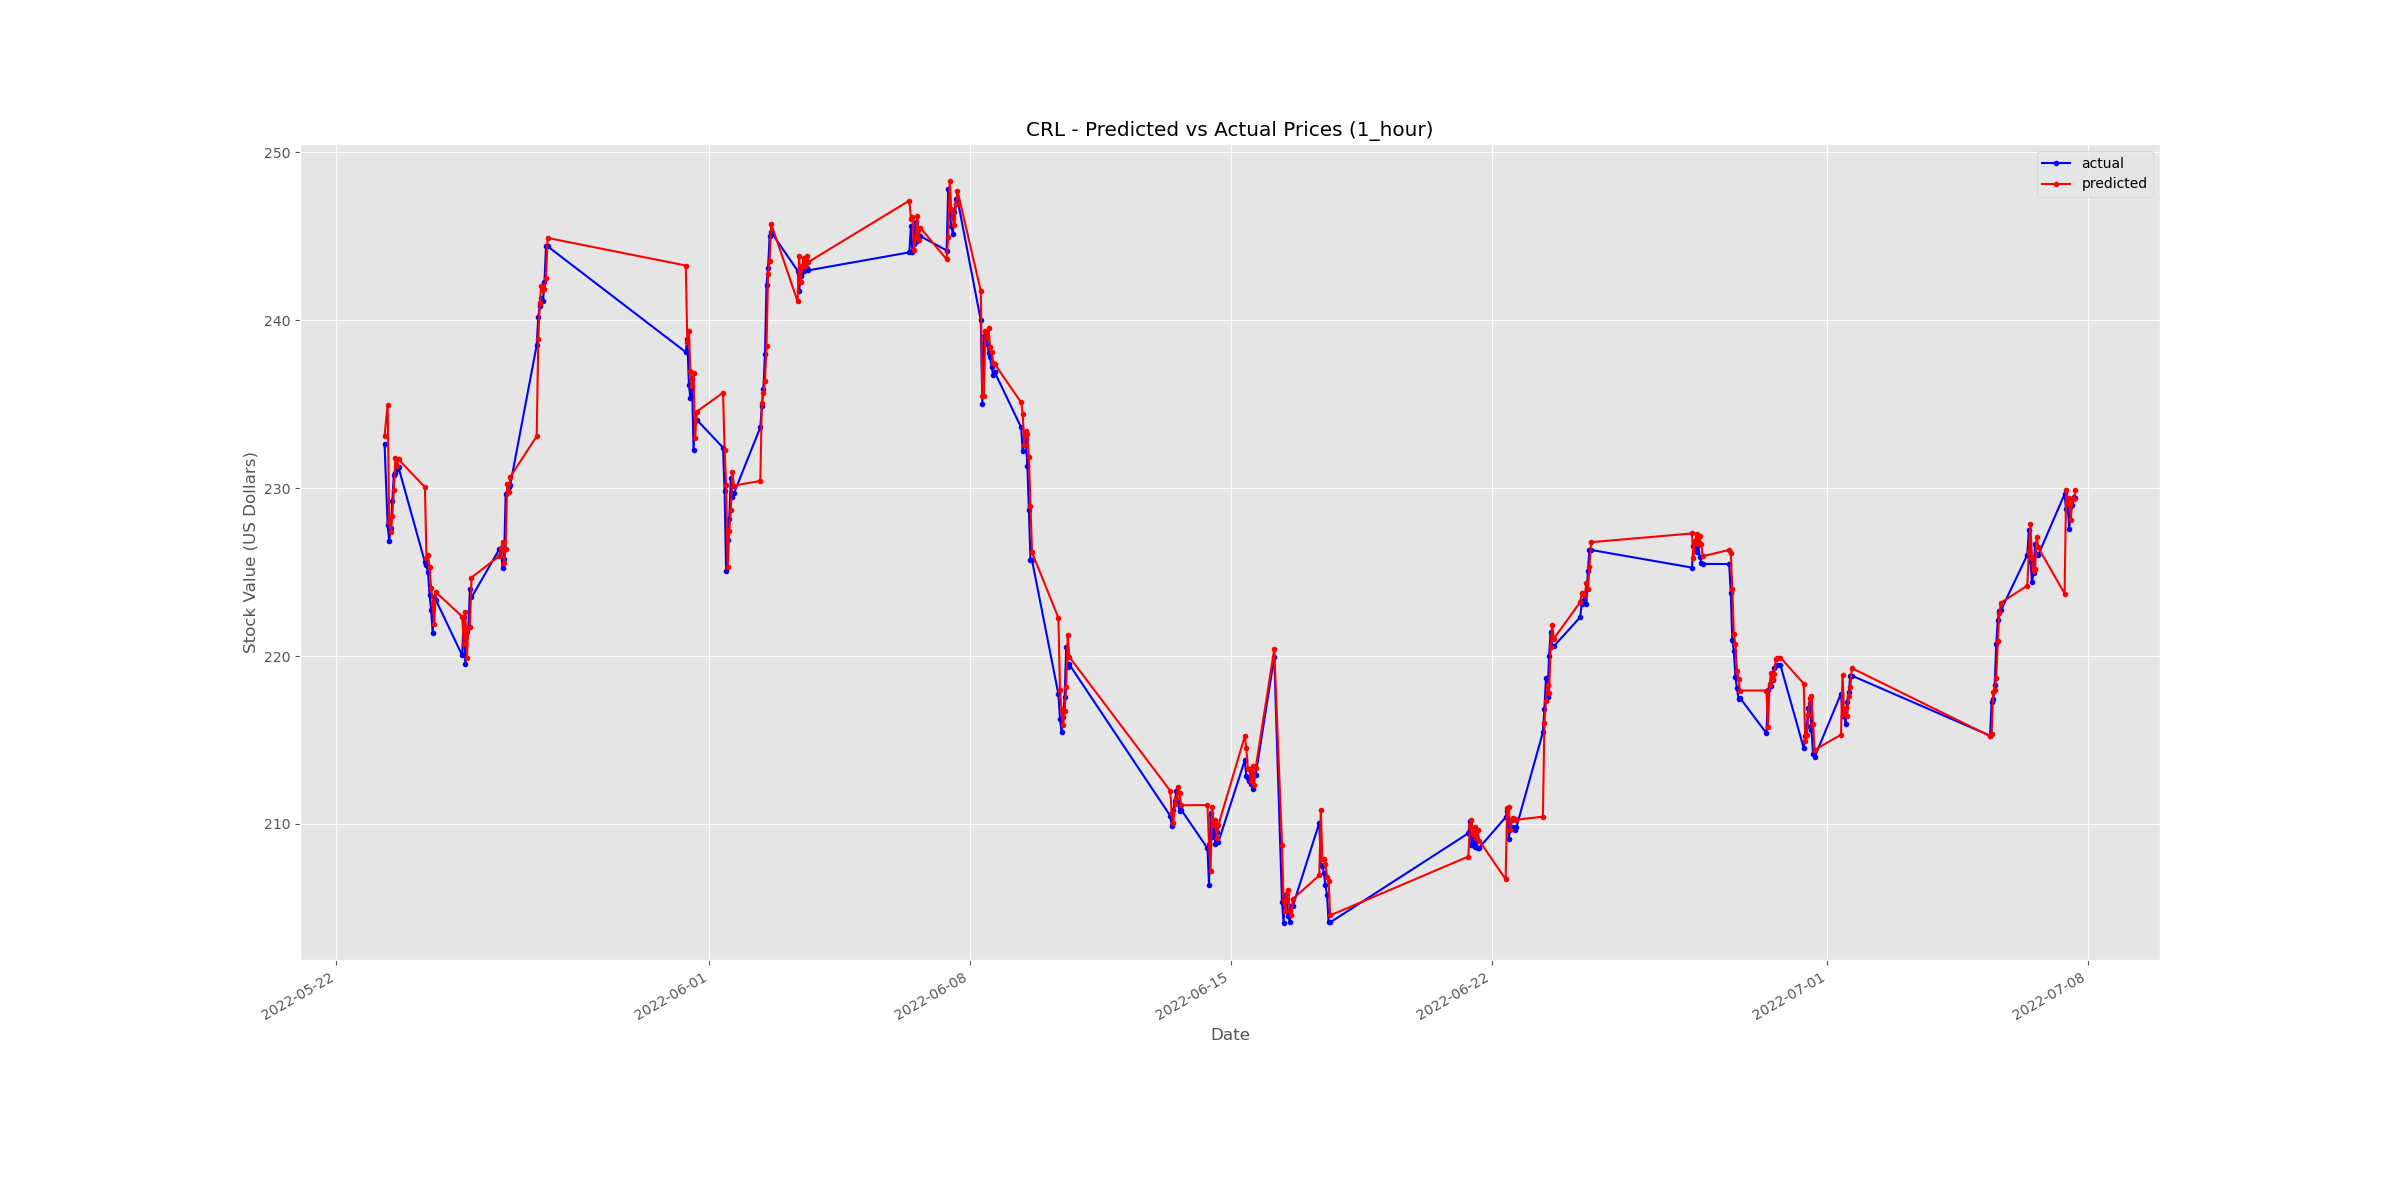 CRL - Predicted vs Actual Prices (1_hour)
250
240
230
220
210
Stock Value (US Dollars)
actual
predicted
2022-05-22
2022-06-01
2022-06-08
2022-06-15
2022-06-22
2022-07-01
2022-07-08
Date